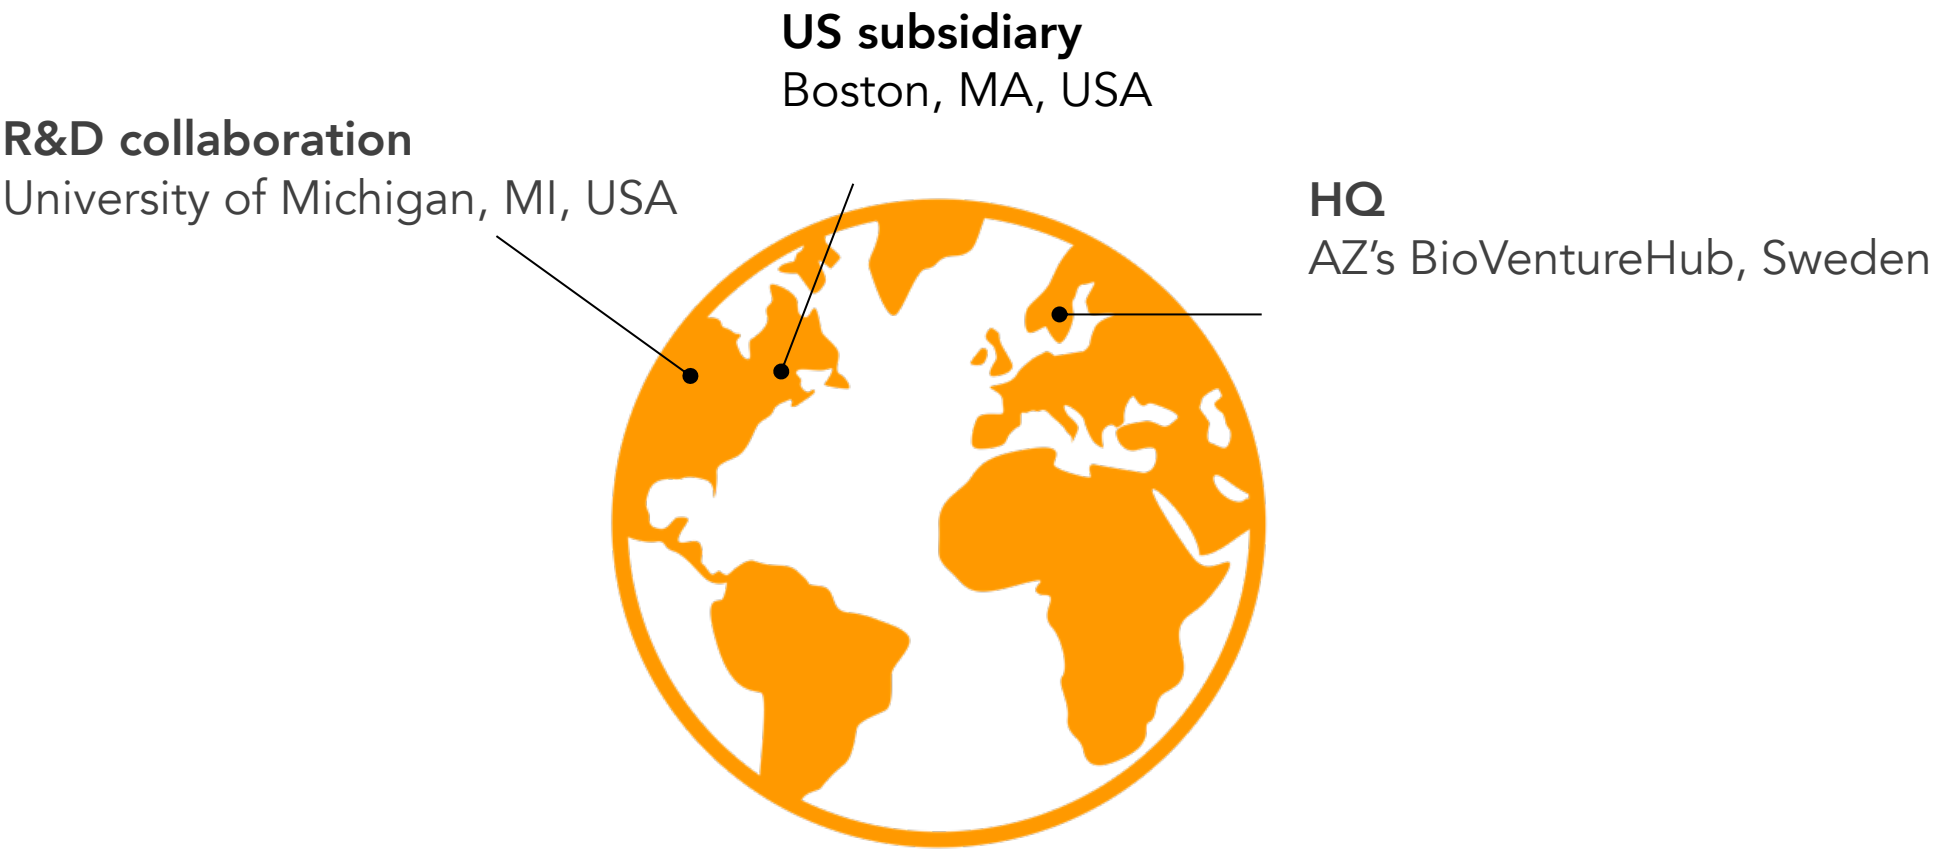 US subsidiary
Boston, MA, USA
R&D collaboration
University of Michigan, MI, USA
HQ
AZ’s BioVentureHub, Sweden